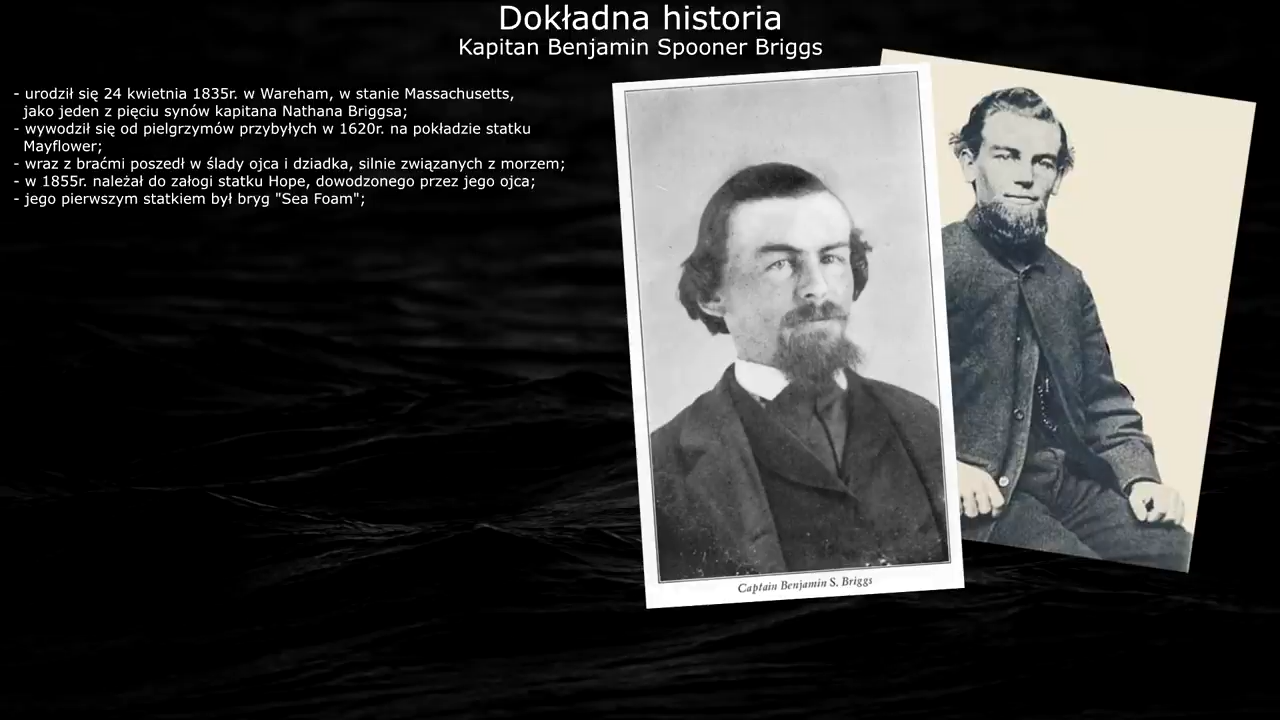 Dokładna historia
Kapitan Benjamin Spooner Briggs
- urodził się 24 kwietnia 1835r. w Wareham, w stanie Massachusetts,
jako jeden z pięciu synów kapitana Nathana Briggsa;
- wywodził się od pielgrzymów przybyłych w 1620r. na pokładzie statku
Mayflower;
- wraz z braćmi poszedł w ślady ojca i dziadka, silnie związanych z morzem;
- w 1855r. należał do załogi statku Hope, dowodzonego przez jego ojca;
- jego pierwszym statkiem był bryg "Sea Foam";
Captain Benjamin S. Briggs